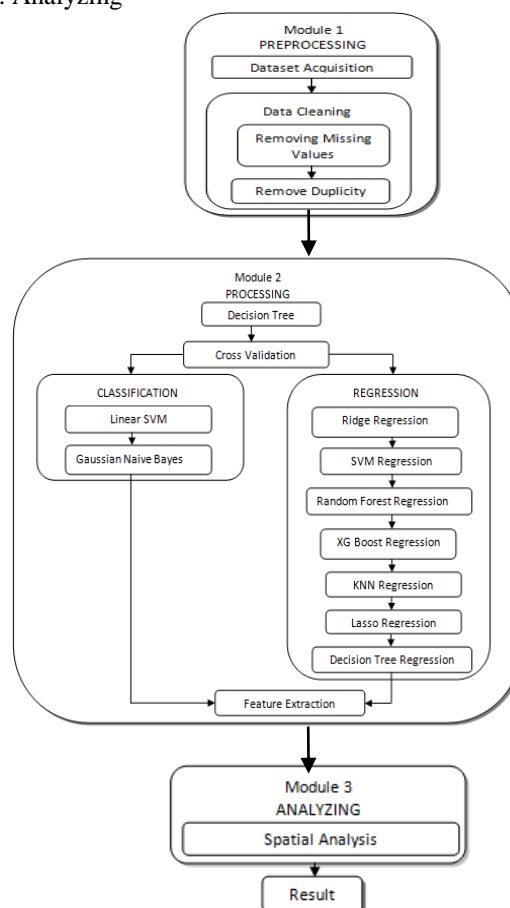 . Analyzing
Module 1
PREPROCESSING
Dataset Acquisition
Data Cleaning
Removing Missing
Values
Remove Duplicity
Module 2
PROCESSING
Decision Tree
Cross Validation
CLASSIFICATION
Linear SVM
Gaussian Naive Bayes
REGRESSION
Ridge Regression
SVM Regression
Random Forest Regression
XG Boost Regression
KNN Regression
Lasso Regression
Decision Tree Regression
Feature Extraction
Module 3
ANALYZING
Spatial Analysis
Result